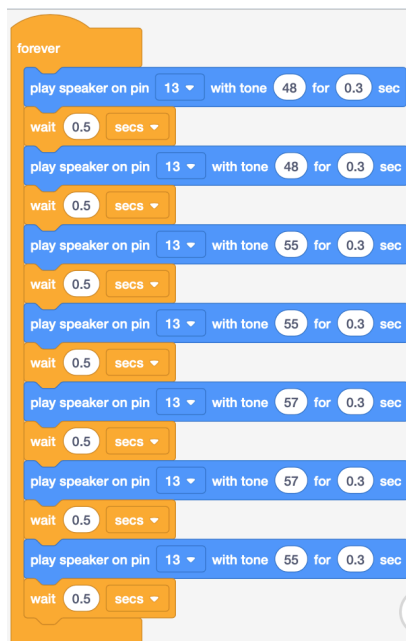 forever
play speaker on pin 13 with tone 48 for 0.3 sec
wait 0.5 secs
play speaker on pin 13 with tone 48 for 0.3 sec
wait 0.5 secs
play speaker on pin 13 with tone 55 for 0.3 sec
wait 0.5 secs
play speaker on pin 13 with tone 55 for 0.3 sec
wait 0.5 secs
play speaker on pin 13 with tone 57 for 0.3 sec
wait 0.5 secs
play speaker on pin 13 with tone 57 for 0.3 sec
wait 0.5 secs
play speaker on pin 13 with tone 55 for 0.3 sec
wait 0.5 secs